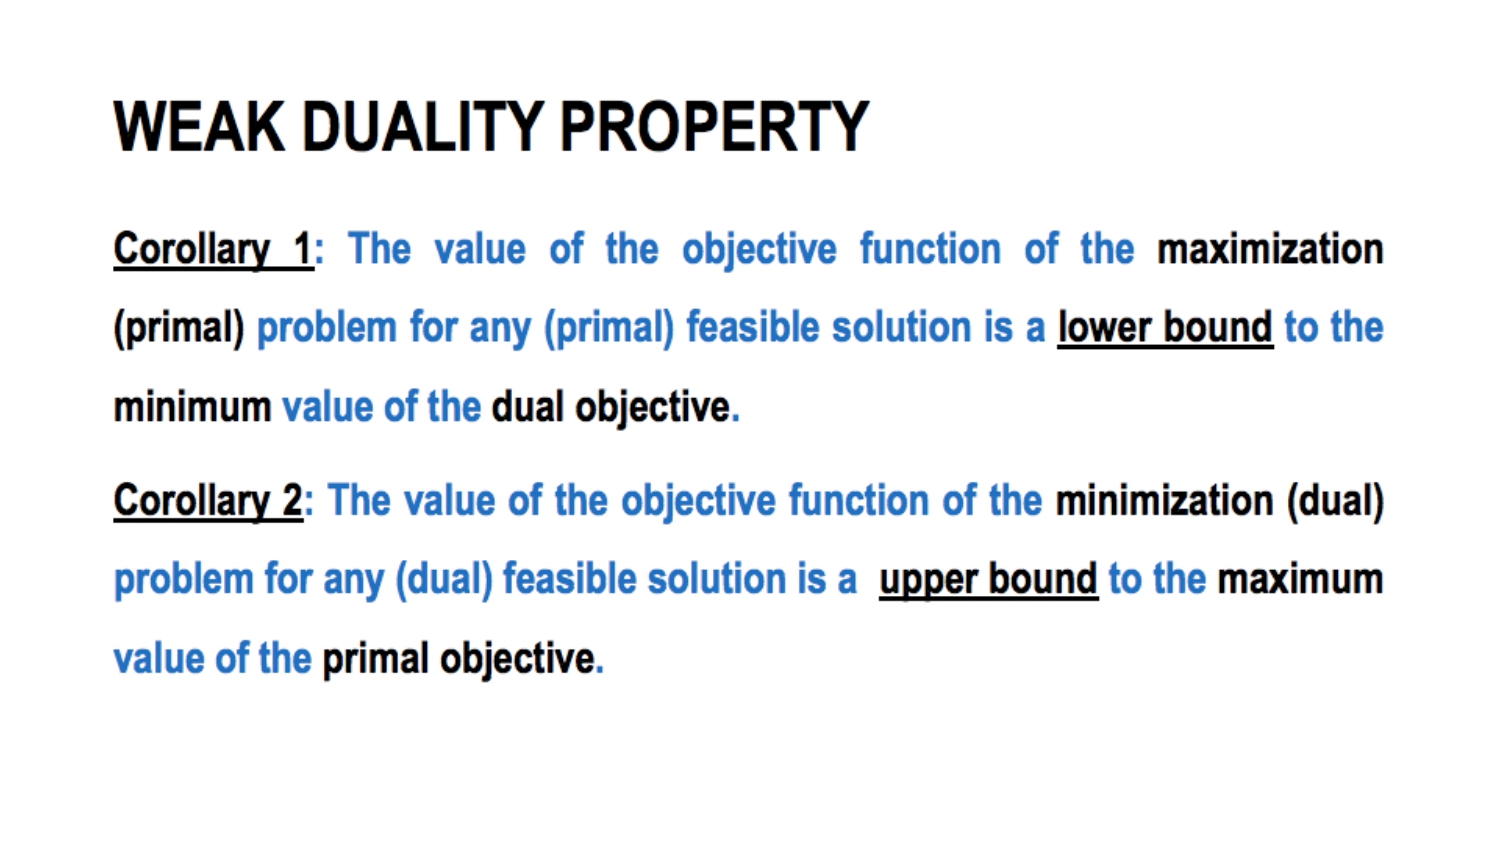 WEAK DUALITY PROPERTY
Corollary 1: The value of the objective function of the maximization
(primal) problem for any (primal) feasible solution is a lower bound to the
minimum value of the dual objective.
Corollary 2: The value of the objective function of the minimization (dual)
problem for any (dual) feasible solution is a upper bound to the maximum
value of the primal objective.